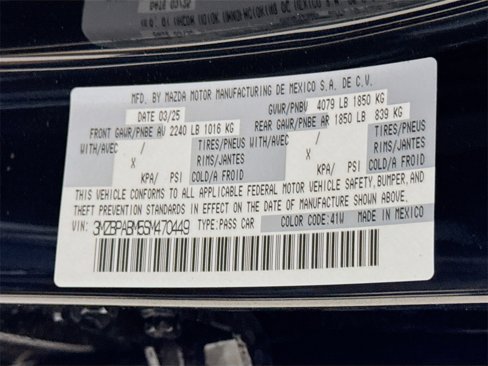 MFD. BY MAZDA MOTOR MANUFACTURING DE MEXICO S.A. DE C.V.
DATE 03/25 GVWR/PNBV 4079 LB 1850 KG
FRONT GAWR/PNBE AV 2240 LB 1016 KG REAR GAWR/PNBE AR 1850 LB 839 KG
WITH/AVEC / TIRES/PNEUS WITH/AVEC / TIRES/PNEUS
X RIMS/JANTES X RIMS/JANTES
KPA/ PSI COLD/A FROID KPA/ PSI COLD/A FROID
THIS VEHICLE CONFORMS TO ALL APPLICABLE FEDERAL MOTOR VEHICLE SAFETY, BUMPER, AND
THEFT PREVENTION STANDARDS IN EFFECT ON THE DATE OF MANUFACTURE SHOWN ABOVE.
VIN: 3MZBPABM6SM470449 TYPE: PASS CAR COLOR CODE: 41W MADE IN MEXICO